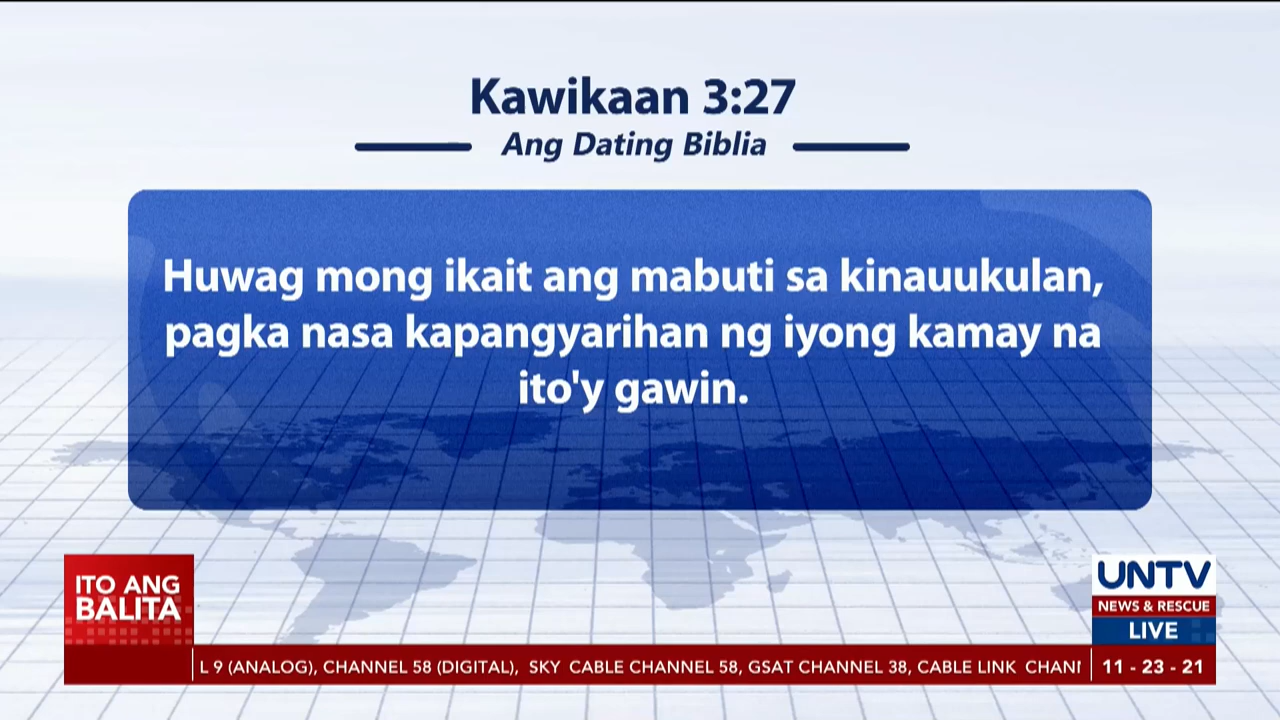 Kawikaan 3:27
Ang Dating Biblia
Huwag mong ikait ang mabuti sa kinauukulan,
pagka nasa kapangyarihan ng iyong kamay na
ito'y gawin.
ITO ANG
BALITA
UNTV
NEWS & RESCUE
LIVE
L 9 (ANALOG), CHANNEL 58 (DIGITAL), SKY CABLE CHANNEL 58, GSAT CHANNEL 38, CABLE LINK CHAN
11 - 23 - 21